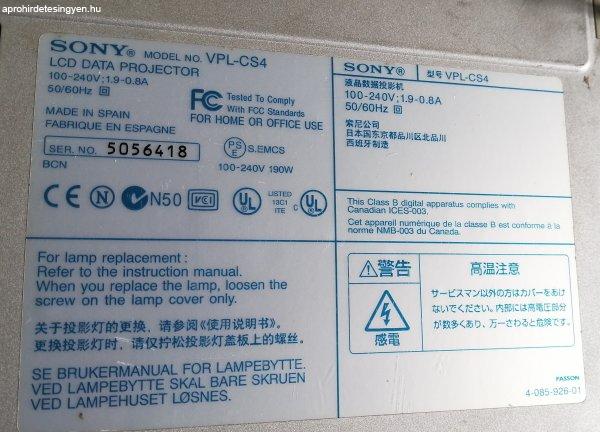 aprohirdetesingyen.hu
SONY® MODEL NO. VPL-CS4
LCD DATA PROJECTOR
100-240V;1.9-0.8A
50/60Hz
MADE IN SPAIN
FABRIQUE EN ESPAGNE
SER. NO. 5056418
BCN
FC Tested To Comply
With FCC Standards
FOR HOME OR OFFICE USE
PS
E S.EMCS
100-240V 190W
CE N N50 VCI UL LISTED
13C1
ITE C UL
For lamp replacement :
Refer to the instruction manual.
When you replace the lamp, loosen the
screw on the lamp cover only.
关于投影灯的更换，请参阅《使用说明书》。
更换投影灯时，请仅拧松投影灯盖板上的螺丝。
SE BRUKERMANUAL FOR LAMPEBYTTE.
VED LAMPEBYTTE SKAL BARE SKRUEN
VED LAMPEHUSET LØSNES.
SONY® 型号 VPL-CS4
液晶数据投影机
100-240V;1.9-0.8A
50/60Hz
索尼公司
日本国东京都品川区北品川
西班牙制造
This Class B digital apparatus complies with
Canadian ICES-003.
Cet appareil numérique de la classe B est conforme à la
norme NMB-003 du Canada.
警告
感電
高温注意
サービスマン以外の方はカバーをあけ
ないでください。内部には高電圧部分
が数多くあり、万一さわると危険です。
FASSON
4-085-926-01